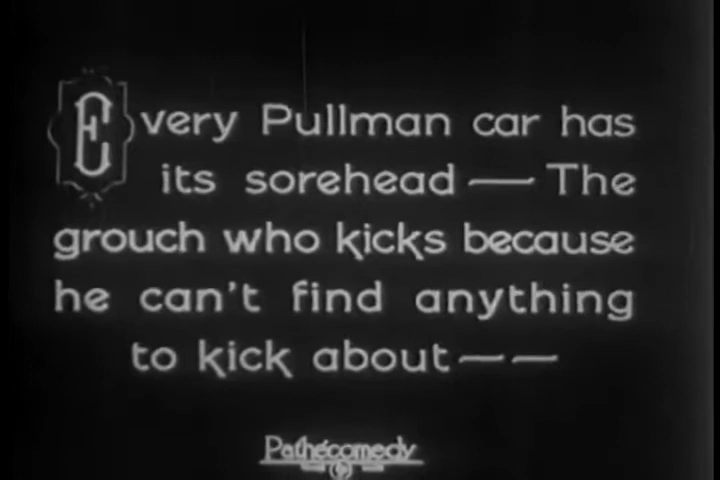 Every Pullman car has
its sorehead — The
grouch who kicks because
he can't find anything
to kick about — —
Pathécomedy